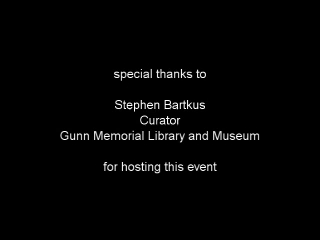 special thanks to
Stephen Bartkus
Curator
Gunn Memorial Library and Museum
for hosting this event